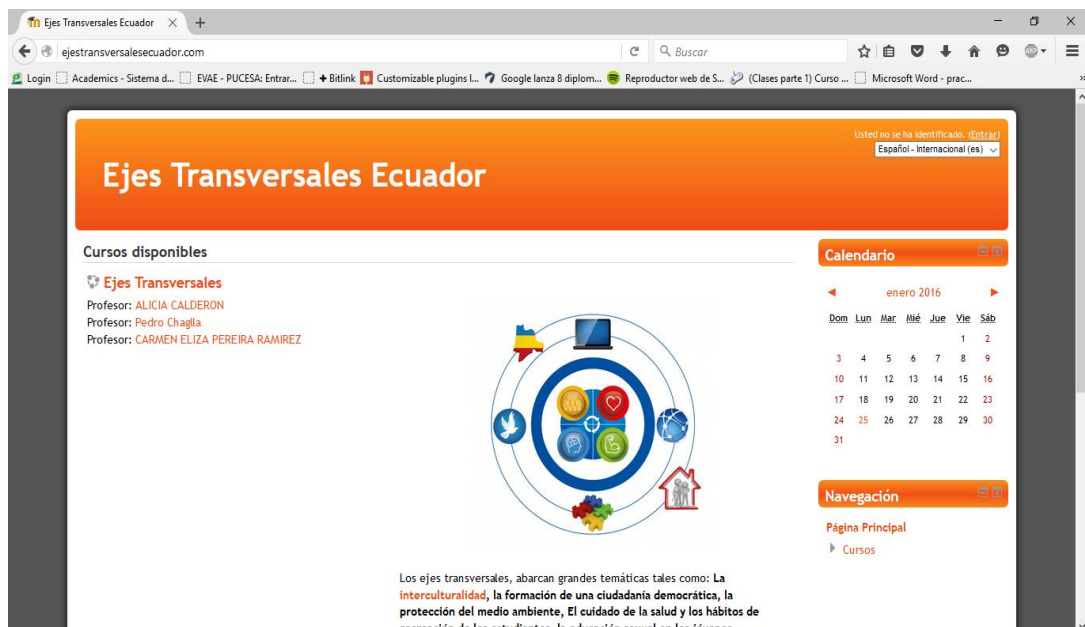 Ejes Transversales Ecuador
ejestransversalesecuador.com
Buscar
ABP
Login Academics - Sistema d... EVAE - PUCESA: Entrar... + Bitlink Customizable plugins I... Google lanza 8 diplom... Reproductor web de S... (Clases parte 1) Curso ... Microsoft Word - prac...
Usted no se ha identificado. (Entrar)
Español - Internacional (es)
Ejes Transversales Ecuador
Cursos disponibles
Ejes Transversales
Profesor: ALICIA CALDERON
Profesor: Pedro Chaglla
Profesor: CARMEN ELIZA PEREIRA RAMIREZ
Los ejes transversales, abarcan grandes temáticas tales como: La
interculturalidad, la formación de una ciudadanía democrática, la
protección del medio ambiente, El cuidado de la salud y los hábitos de
Calendario
enero 2016
Dom Lun Mar Mié Jue Vie Sáb
1 2
3 4 5 6 7 8 9
10 11 12 13 14 15 16
17 18 19 20 21 22 23
24 25 26 27 28 29 30
31
Navegación
Página Principal
Cursos